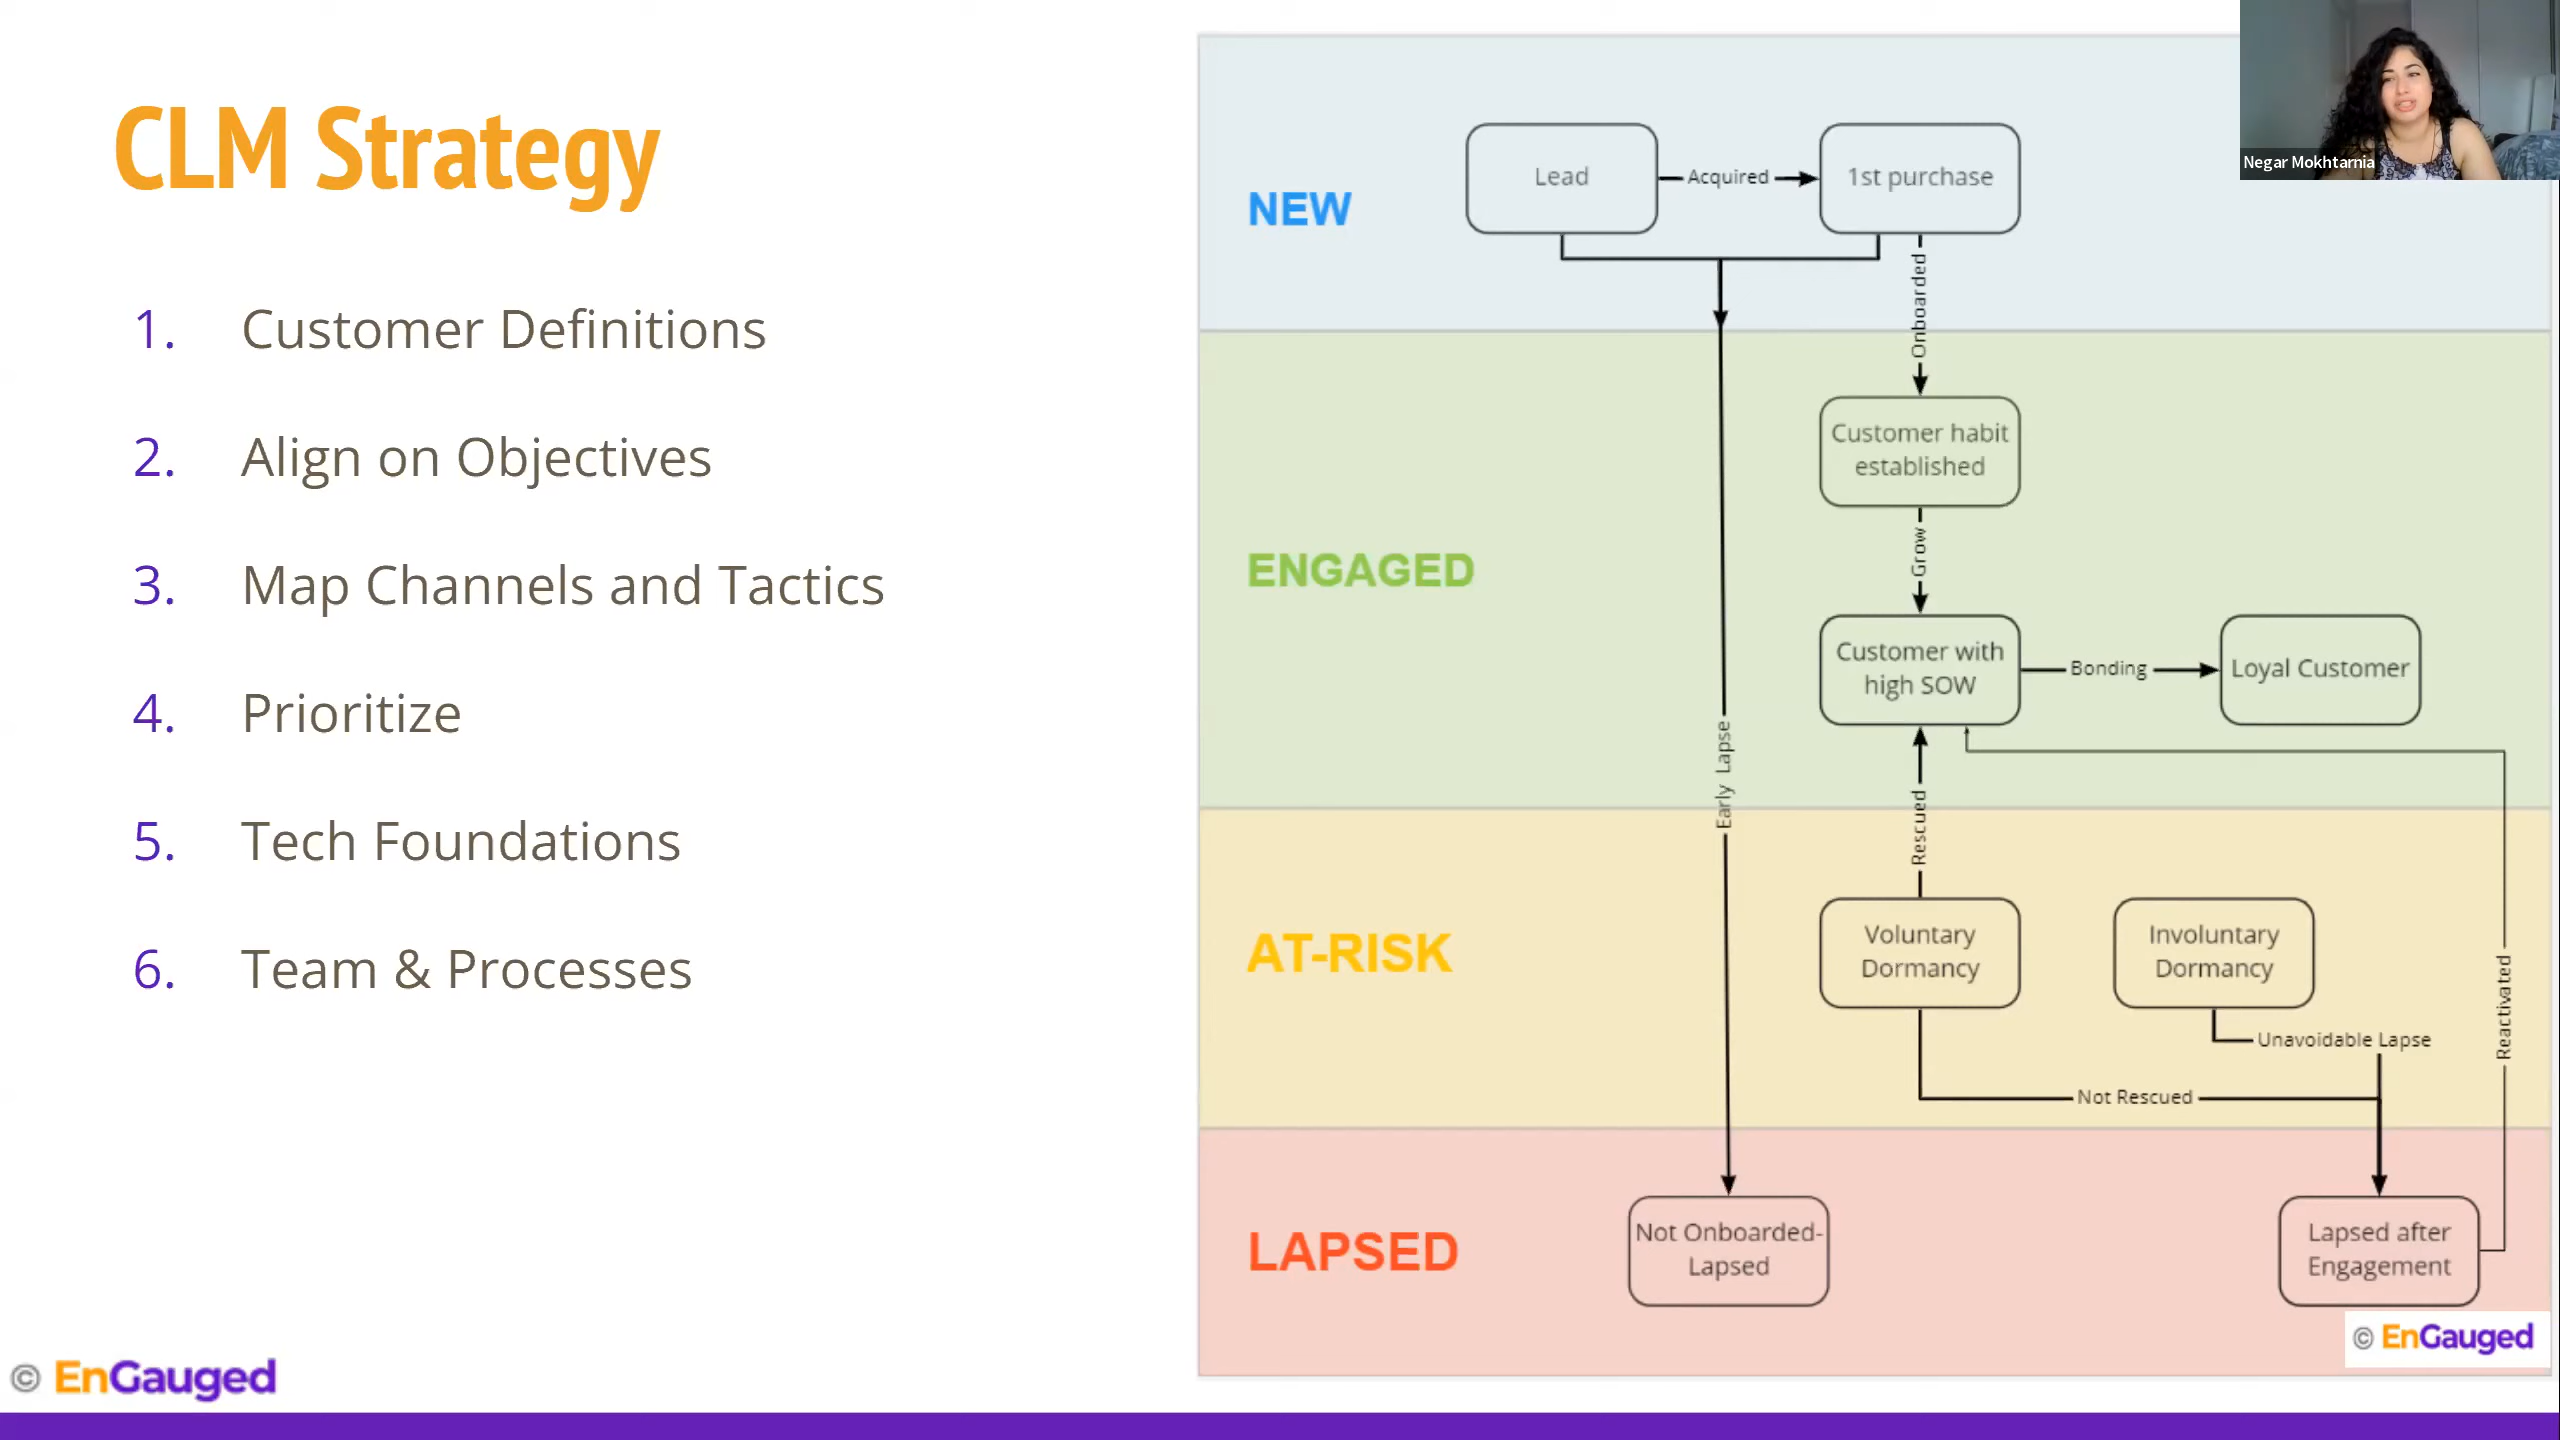 CLM Strategy
1. Customer Definitions
2. Align on Objectives
3. Map Channels and Tactics
4. Prioritize
5. Tech Foundations
6. Team & Processes
© EnGauged
NEW
Lead
Acquired
1st purchase
Onboarded
ENGAGED
Customer habit
established
Grow
Customer with
high SOW
Bonding
Loyal Customer
Early Lapse
Rescued
AT-RISK
Voluntary
Dormancy
Involuntary
Dormancy
Unavoidable Lapse
Not Rescued
Reactivated
LAPSED
Not Onboarded-
Lapsed
Lapsed after
Engagement
© EnGauged
Negar Mokhtarnia